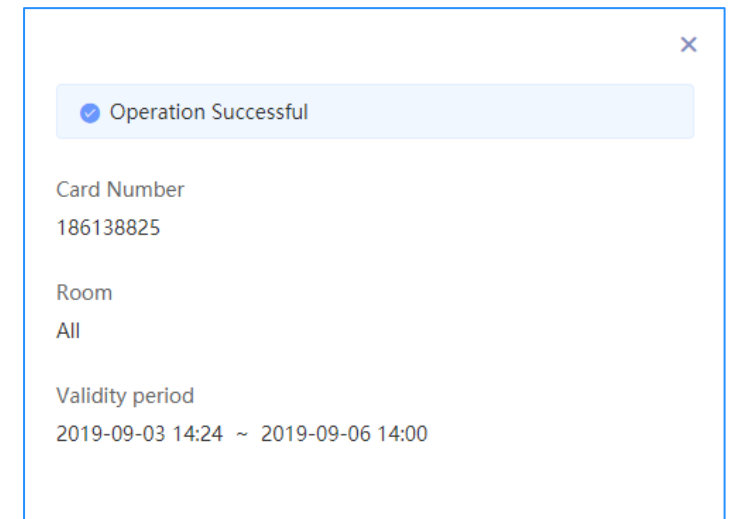 Operation Successful
Card Number
186138825
Room
All
Validity period
2019-09-03 14:24 ~ 2019-09-06 14:00